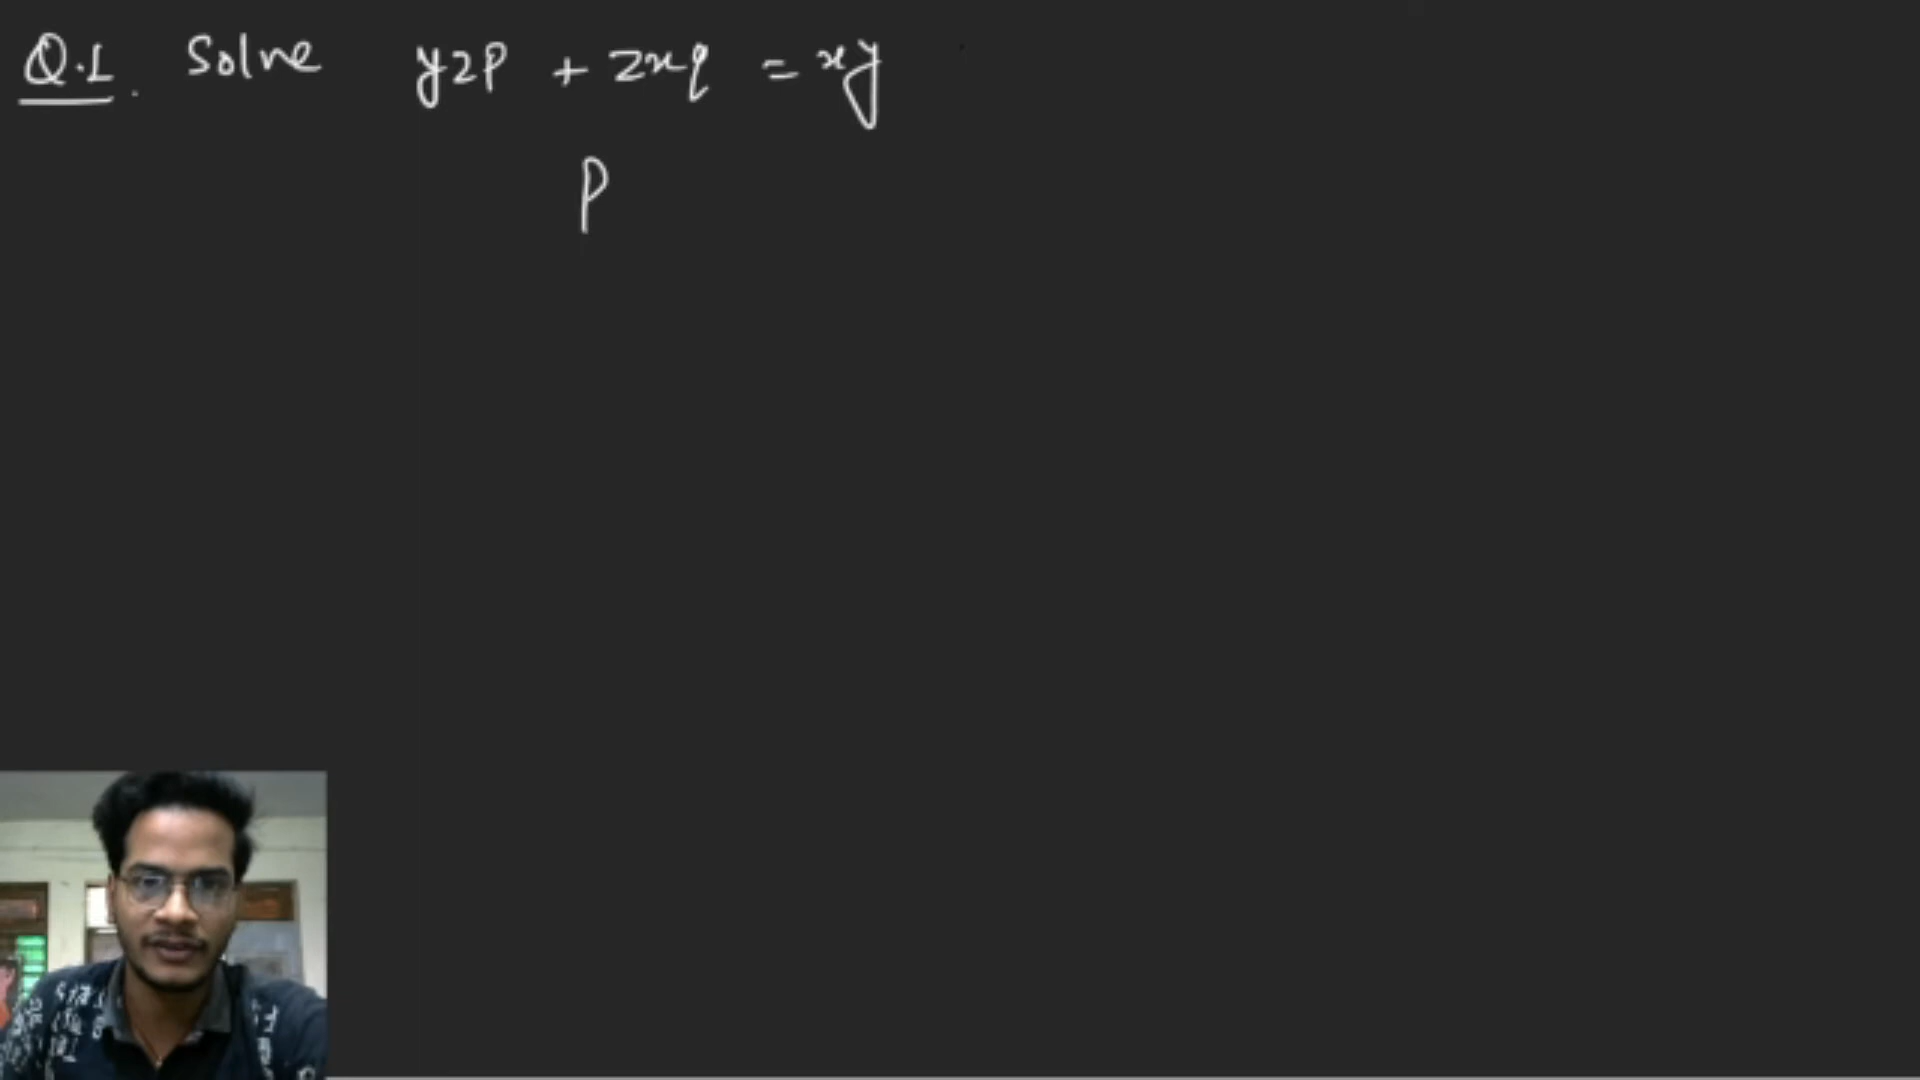 Q.1. Solve yzp + zxq = xy
P